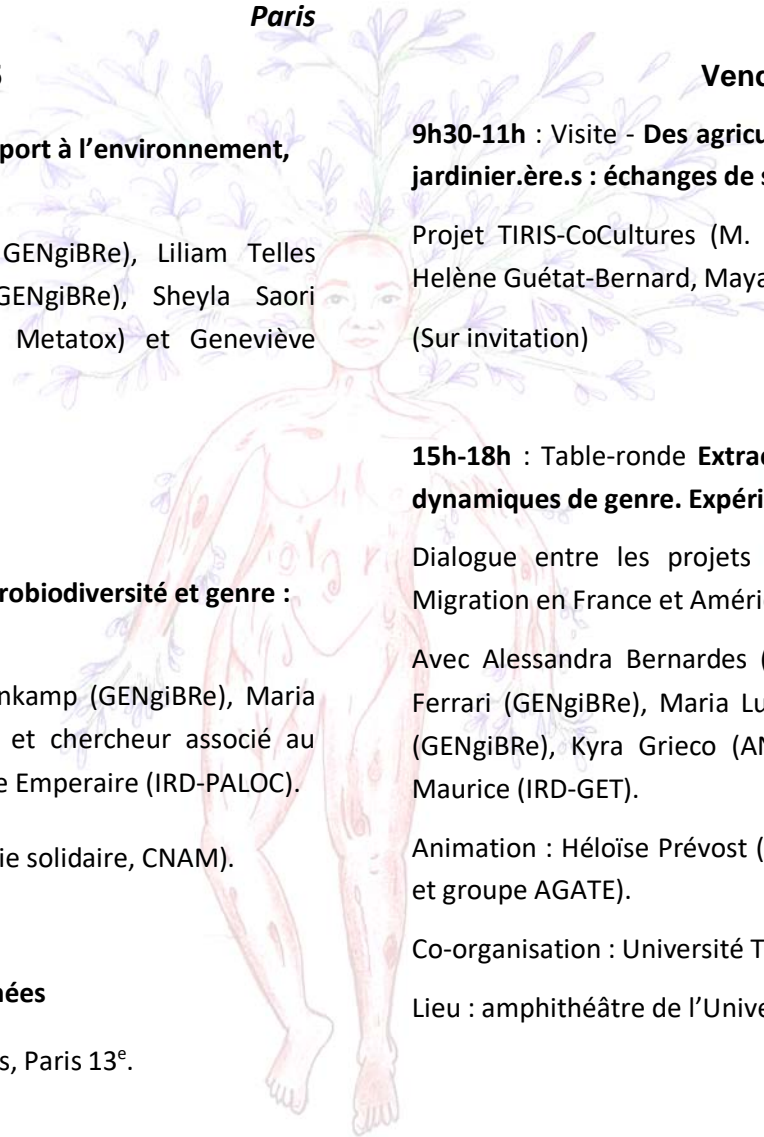 Paris
port à l’environnement,
GENgiBRe), Liliam Telles
GENgiBRe), Sheyla Saori
Metatox) et Geneviève
robiodiversité et genre :
nkamp (GENgiBRe), Maria
et chercheur associé au
e Emperaire (IRD-PALOC).
ie solidaire, CNAM).
nées
s, Paris 13e.
Vend
9h30-11h : Visite - Des agricu
jardinier.ère.s : échanges de s
Projet TIRIS-CoCultures (M.
Helène Guétat-Bernard, Maya
(Sur invitation)
15h-18h : Table-ronde Extrac
dynamiques de genre. Expéri
Dialogue entre les projets
Migration en France et Améri
Avec Alessandra Bernardes (
Ferrari (GENgiBRe), Maria Lu
(GENgiBRe), Kyra Grieco (AN
Maurice (IRD-GET).
Animation : Héloïse Prévost (
et groupe AGATE).
Co-organisation : Université T
Lieu : amphithéâtre de l’Unive